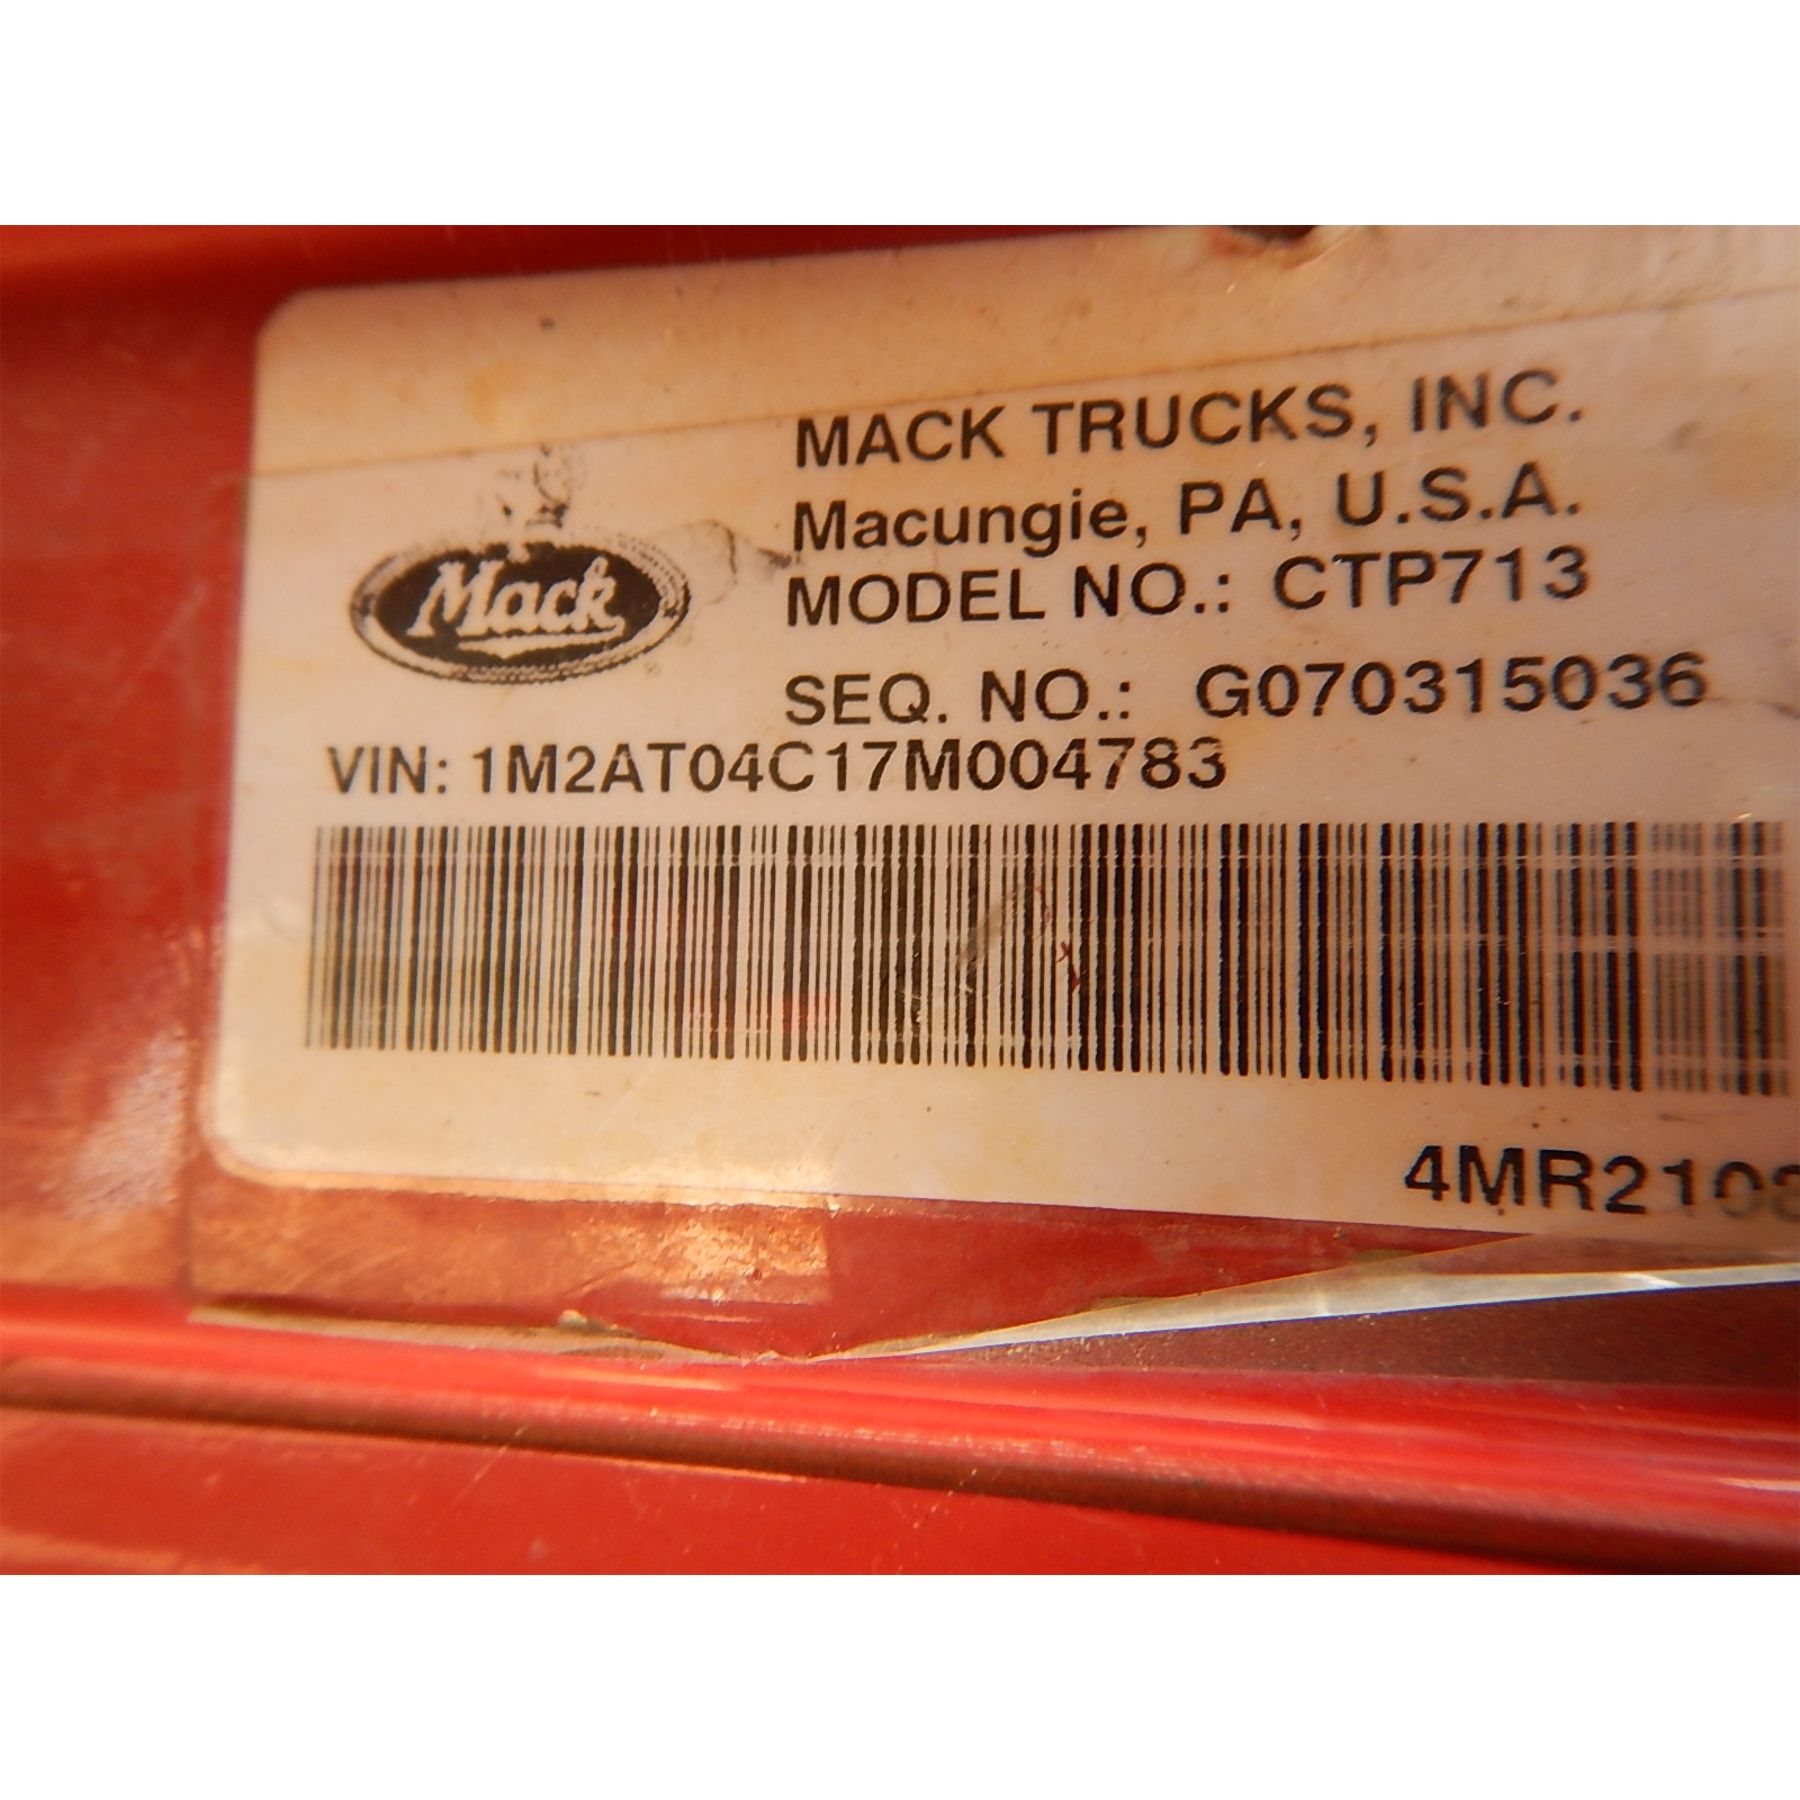 MACK TRUCKS, INC.
Macungie, PA, U.S.A.
Mack
MODEL NO.: CTP713
SEQ. NO.: G070315036
VIN: 1M2AT04C17M004783